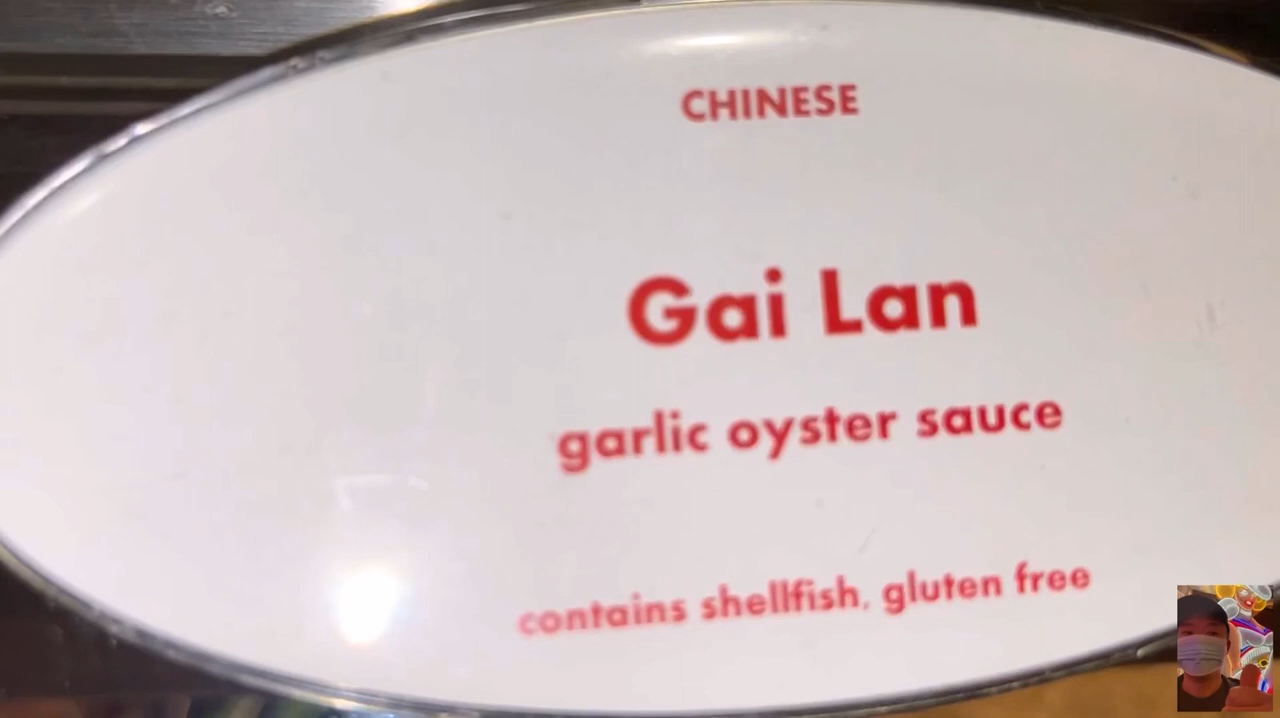 CHINESE
Gai Lan
garlic oyster sauce
contains shellfish, gluten free